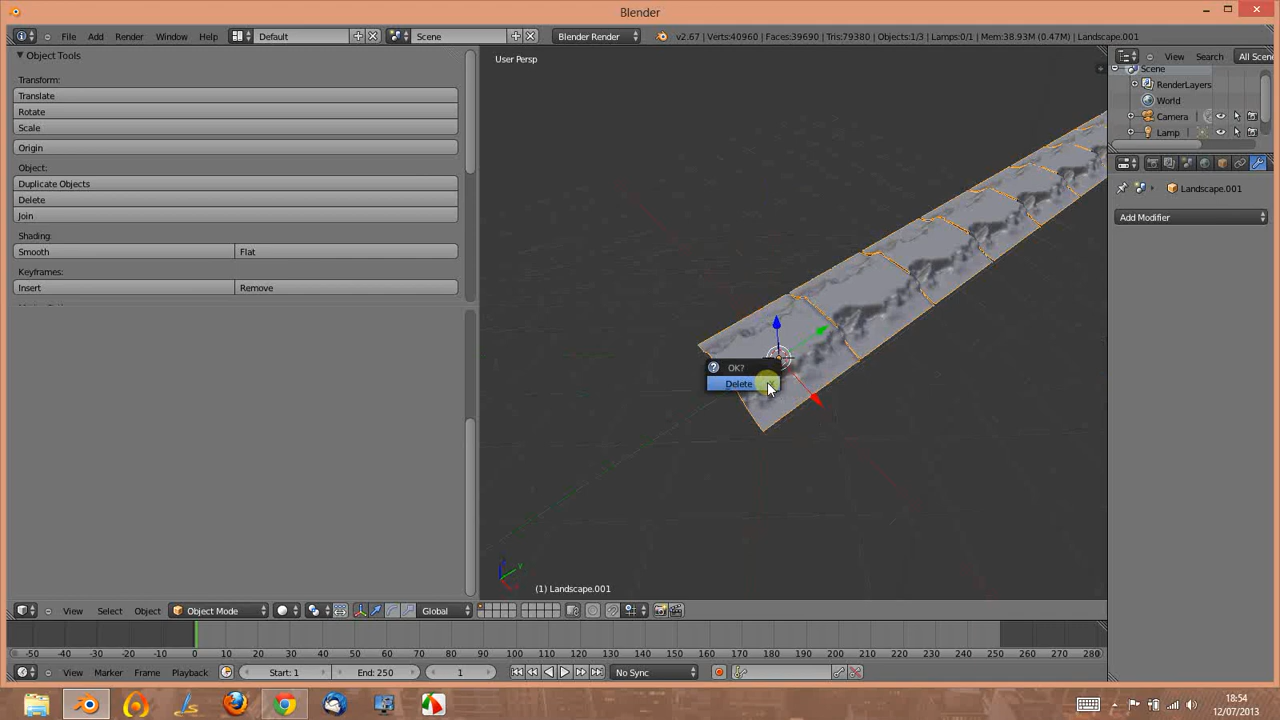 Blender
File Add Render Window Help Default Scene Blender Render v2.67 | Verts:40960 | Faces:39690 | Tris:79380 | Objects:1/3 | Lamps:0/1 | Mem:38.93M (0.47M) | Landscape.001
Object Tools
Transform:
Translate
Rotate
Scale
Origin
Object:
Duplicate Objects
Delete
Join
Shading:
Smooth Flat
Keyframes:
Insert Remove
User Persp
OK?
Delete
(1) Landscape.001
View Search All Scen
Scene
RenderLayers
World
Camera
Lamp
Landscape.001
Add Modifier
View Select Object Object Mode Global
-50 -40 -30 -20 -10 0 10 20 30 40 50 60 70 80 90 100 110 120 130 140 150 160 170 180 190 200 210 220 230 240 250 260 270 280
View Marker Frame Playback Start: 1 End: 250 1 No Sync
18:54
12/07/2013